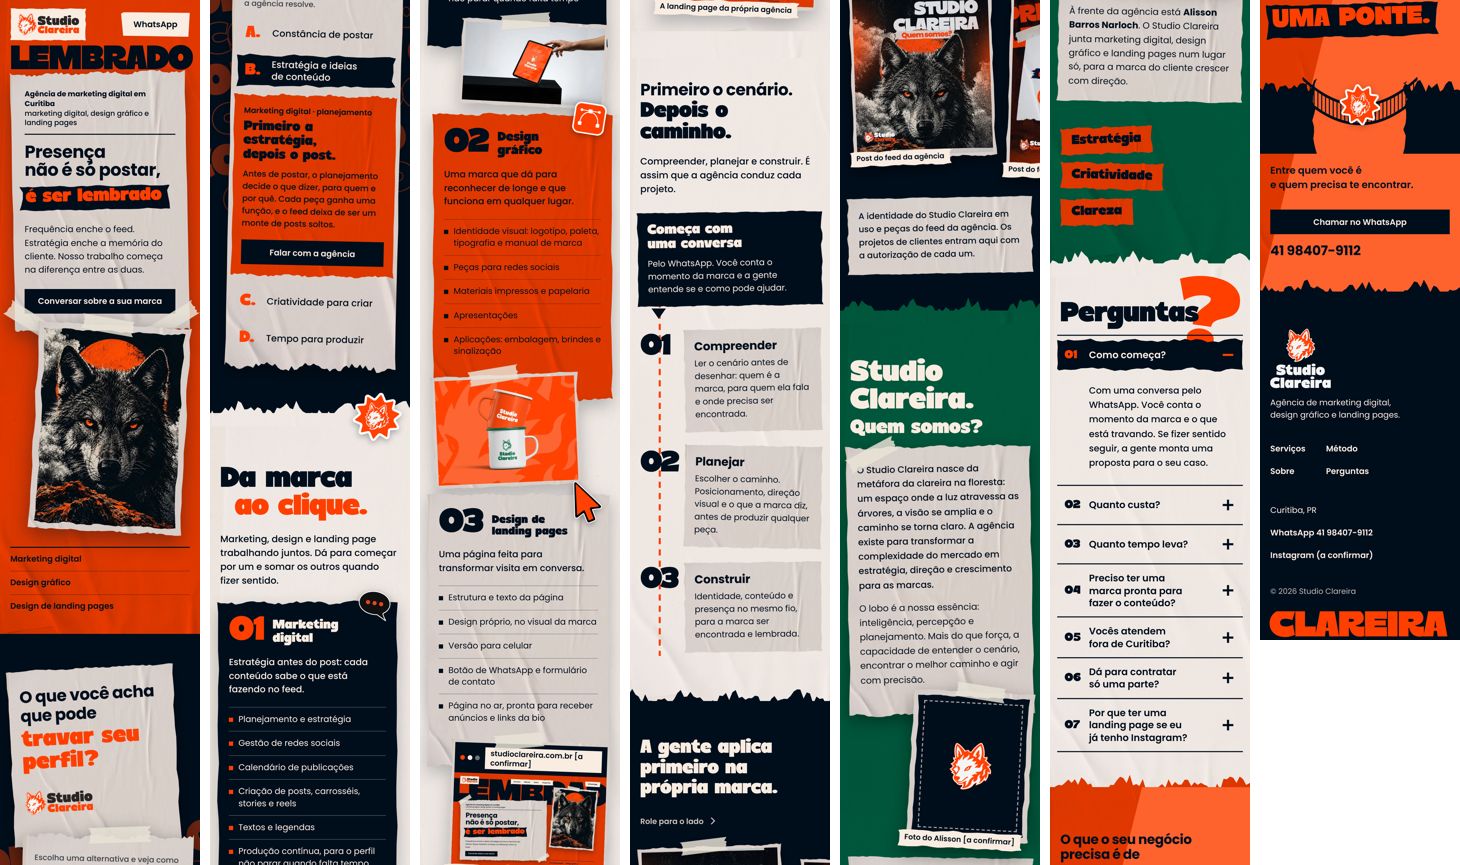 Studio
Clareira
WhatsApp
LEMBRADO
Agência de marketing digital em
Curitiba
marketing digital, design gráfico e
landing pages
Presença
não é só postar,
é ser lembrado
Frequência enche o feed.
Estratégia enche a memória do
cliente. Nosso trabalho começa
na diferença entre as duas.
Conversar sobre a sua marca
Marketing digital
Design gráfico
Design de landing pages
O que você acha
que pode
travar seu
perfil?
Studio
Clareira
Escolha uma alternativa e veja como
a agência resolve.
A. Constância de postar
B. Estratégia e ideias
de conteúdo
Marketing digital · planejamento
Primeiro a
estratégia,
depois o post.
Antes de postar, o planejamento
decide o que dizer, para quem e
por quê. Cada peça ganha uma
função, e o feed deixa de ser um
monte de posts soltos.
Falar com a agência
C. Criatividade para criar
D. Tempo para produzir
Da marca
ao clique.
Marketing, design e landing page
trabalhando juntos. Dá para começar
por um e somar os outros quando
fizer sentido.
01 Marketing
digital
Estratégia antes do post: cada
conteúdo sabe o que está
fazendo no feed.
Planejamento e estratégia
Gestão de redes sociais
Calendário de publicações
Criação de posts, carrosséis,
stories e reels
Textos e legendas
Produção contínua, para o perfil
não parar quando falta tempo
02 Design
gráfico
Uma marca que dá para
reconhecer de longe e que
funciona em qualquer lugar.
Identidade visual: logotipo, paleta,
tipografia e manual de marca
Peças para redes sociais
Materiais impressos e papelaria
Apresentações
Aplicações: embalagem, brindes e
sinalização
Studio
Clareira
Studio
Clareira
03 Design de
landing pages
Uma página feita para
transformar visita em conversa.
Estrutura e texto da página
Design próprio, no visual da marca
Versão para celular
Botão de WhatsApp e formulário
de contato
Página no ar, pronta para receber
anúncios e links da bio
studioclareira.com.br [a
confirmar]
Presença
não é só postar,
é ser lembrado
A landing page da própria agência
Primeiro o cenário.
Depois o
caminho.
Compreender, planejar e construir. É
assim que a agência conduz cada
projeto.
Começa com
uma conversa
Pelo WhatsApp. Você conta o
momento da marca e a gente
entende se e como pode ajudar.
01 Compreender
Ler o cenário antes de
desenhar: quem é a
marca, para quem ela fala
e onde precisa ser
encontrada.
02 Planejar
Escolher o caminho.
Posicionamento, direção
visual e o que a marca diz,
antes de produzir qualquer
peça.
03 Construir
Identidade, conteúdo e
presença no mesmo fio,
para a marca ser
encontrada e lembrada.
A gente aplica
primeiro na
própria marca.
Role para o lado
STUDIO
CLAREIRA
Quem somos?
Studio
Clareira
Post do feed da agência
Post do f
A identidade do Studio Clareira em
uso e peças do feed da agência. Os
projetos de clientes entram aqui com
a autorização de cada um.
Studio
Clareira.
Quem somos?
O Studio Clareira nasce da
metáfora da clareira na floresta:
um espaço onde a luz atravessa as
árvores, a visão se amplia e o
caminho se torna claro. A agência
existe para transformar a
complexidade do mercado em
estratégia, direção e crescimento
para as marcas.
O lobo é a nossa essência:
inteligência, percepção e
planejamento. Mais do que força, a
capacidade de entender o cenário,
encontrar o melhor caminho e agir
com precisão.
Foto do Alisson [a confirmar]
À frente da agência está Alisson
Barros Narloch. O Studio Clareira
junta marketing digital, design
gráfico e landing pages num lugar
só, para a marca do cliente crescer
com direção.
Estratégia
Criatividade
Clareza
Perguntas
?
01 Como começa?
Com uma conversa pelo
WhatsApp. Você conta o
momento da marca e o que
está travando. Se fizer sentido
seguir, a gente monta uma
proposta para o seu caso.
02 Quanto custa?
03 Quanto tempo leva?
04 Preciso ter uma
marca pronta para
fazer o conteúdo?
05 Vocês atendem
fora de Curitiba?
06 Dá para contratar
só uma parte?
07 Por que ter uma
landing page se eu
já tenho Instagram?
O que o seu negócio
precisa é de
UMA PONTE.
Entre quem você é
e quem precisa te encontrar.
Chamar no WhatsApp
41 98407-9112
Studio
Clareira
Agência de marketing digital,
design gráfico e landing pages.
Serviços Método
Sobre Perguntas
Curitiba, PR
WhatsApp 41 98407-9112
Instagram (a confirmar)
© 2026 Studio Clareira
CLAREIRA